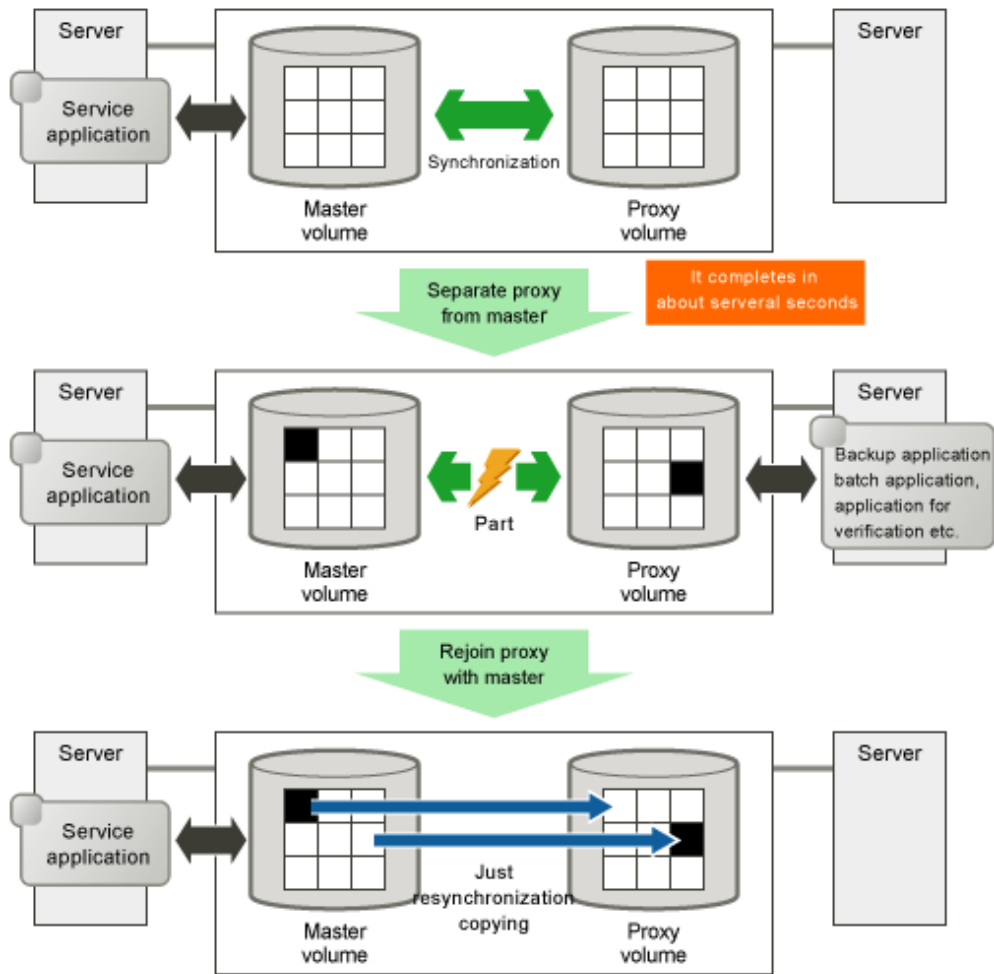 Server
Server
Service
application
Synchronization
Master
volume
Proxy
volume
Separate proxy
from master
It completes in
about serveral seconds
Server
Server
Service
application
Part
Backup application
batch application,
application for
verification etc.
Master
volume
Proxy
volume
Rejoin proxy
with master
Server
Server
Service
application
Just
resynchronization
copying
Master
volume
Proxy
volume